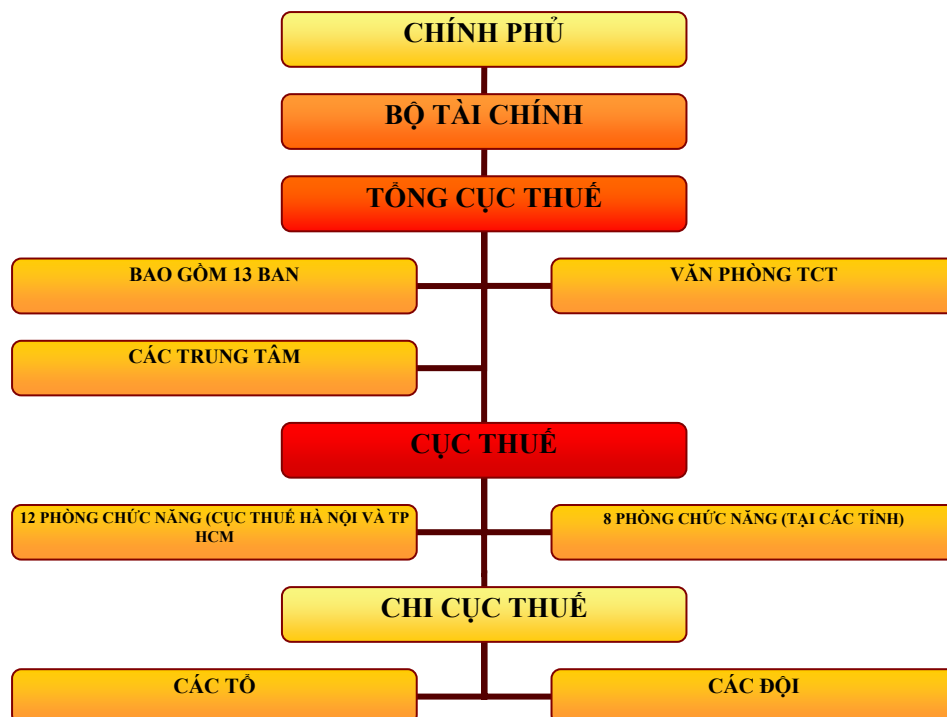 CHÍNH PHỦ
BỘ TÀI CHÍNH
TỔNG CỤC THUẾ
BAO GỒM 13 BAN
VĂN PHÒNG TCT
CÁC TRUNG TÂM
CỤC THUẾ
12 PHÒNG CHỨC NĂNG (CỤC THUẾ HÀ NỘI VÀ TP
HCM
8 PHÒNG CHỨC NĂNG (TẠI CÁC TỈNH)
CHI CỤC THUẾ
CÁC TỔ
CÁC ĐỘI